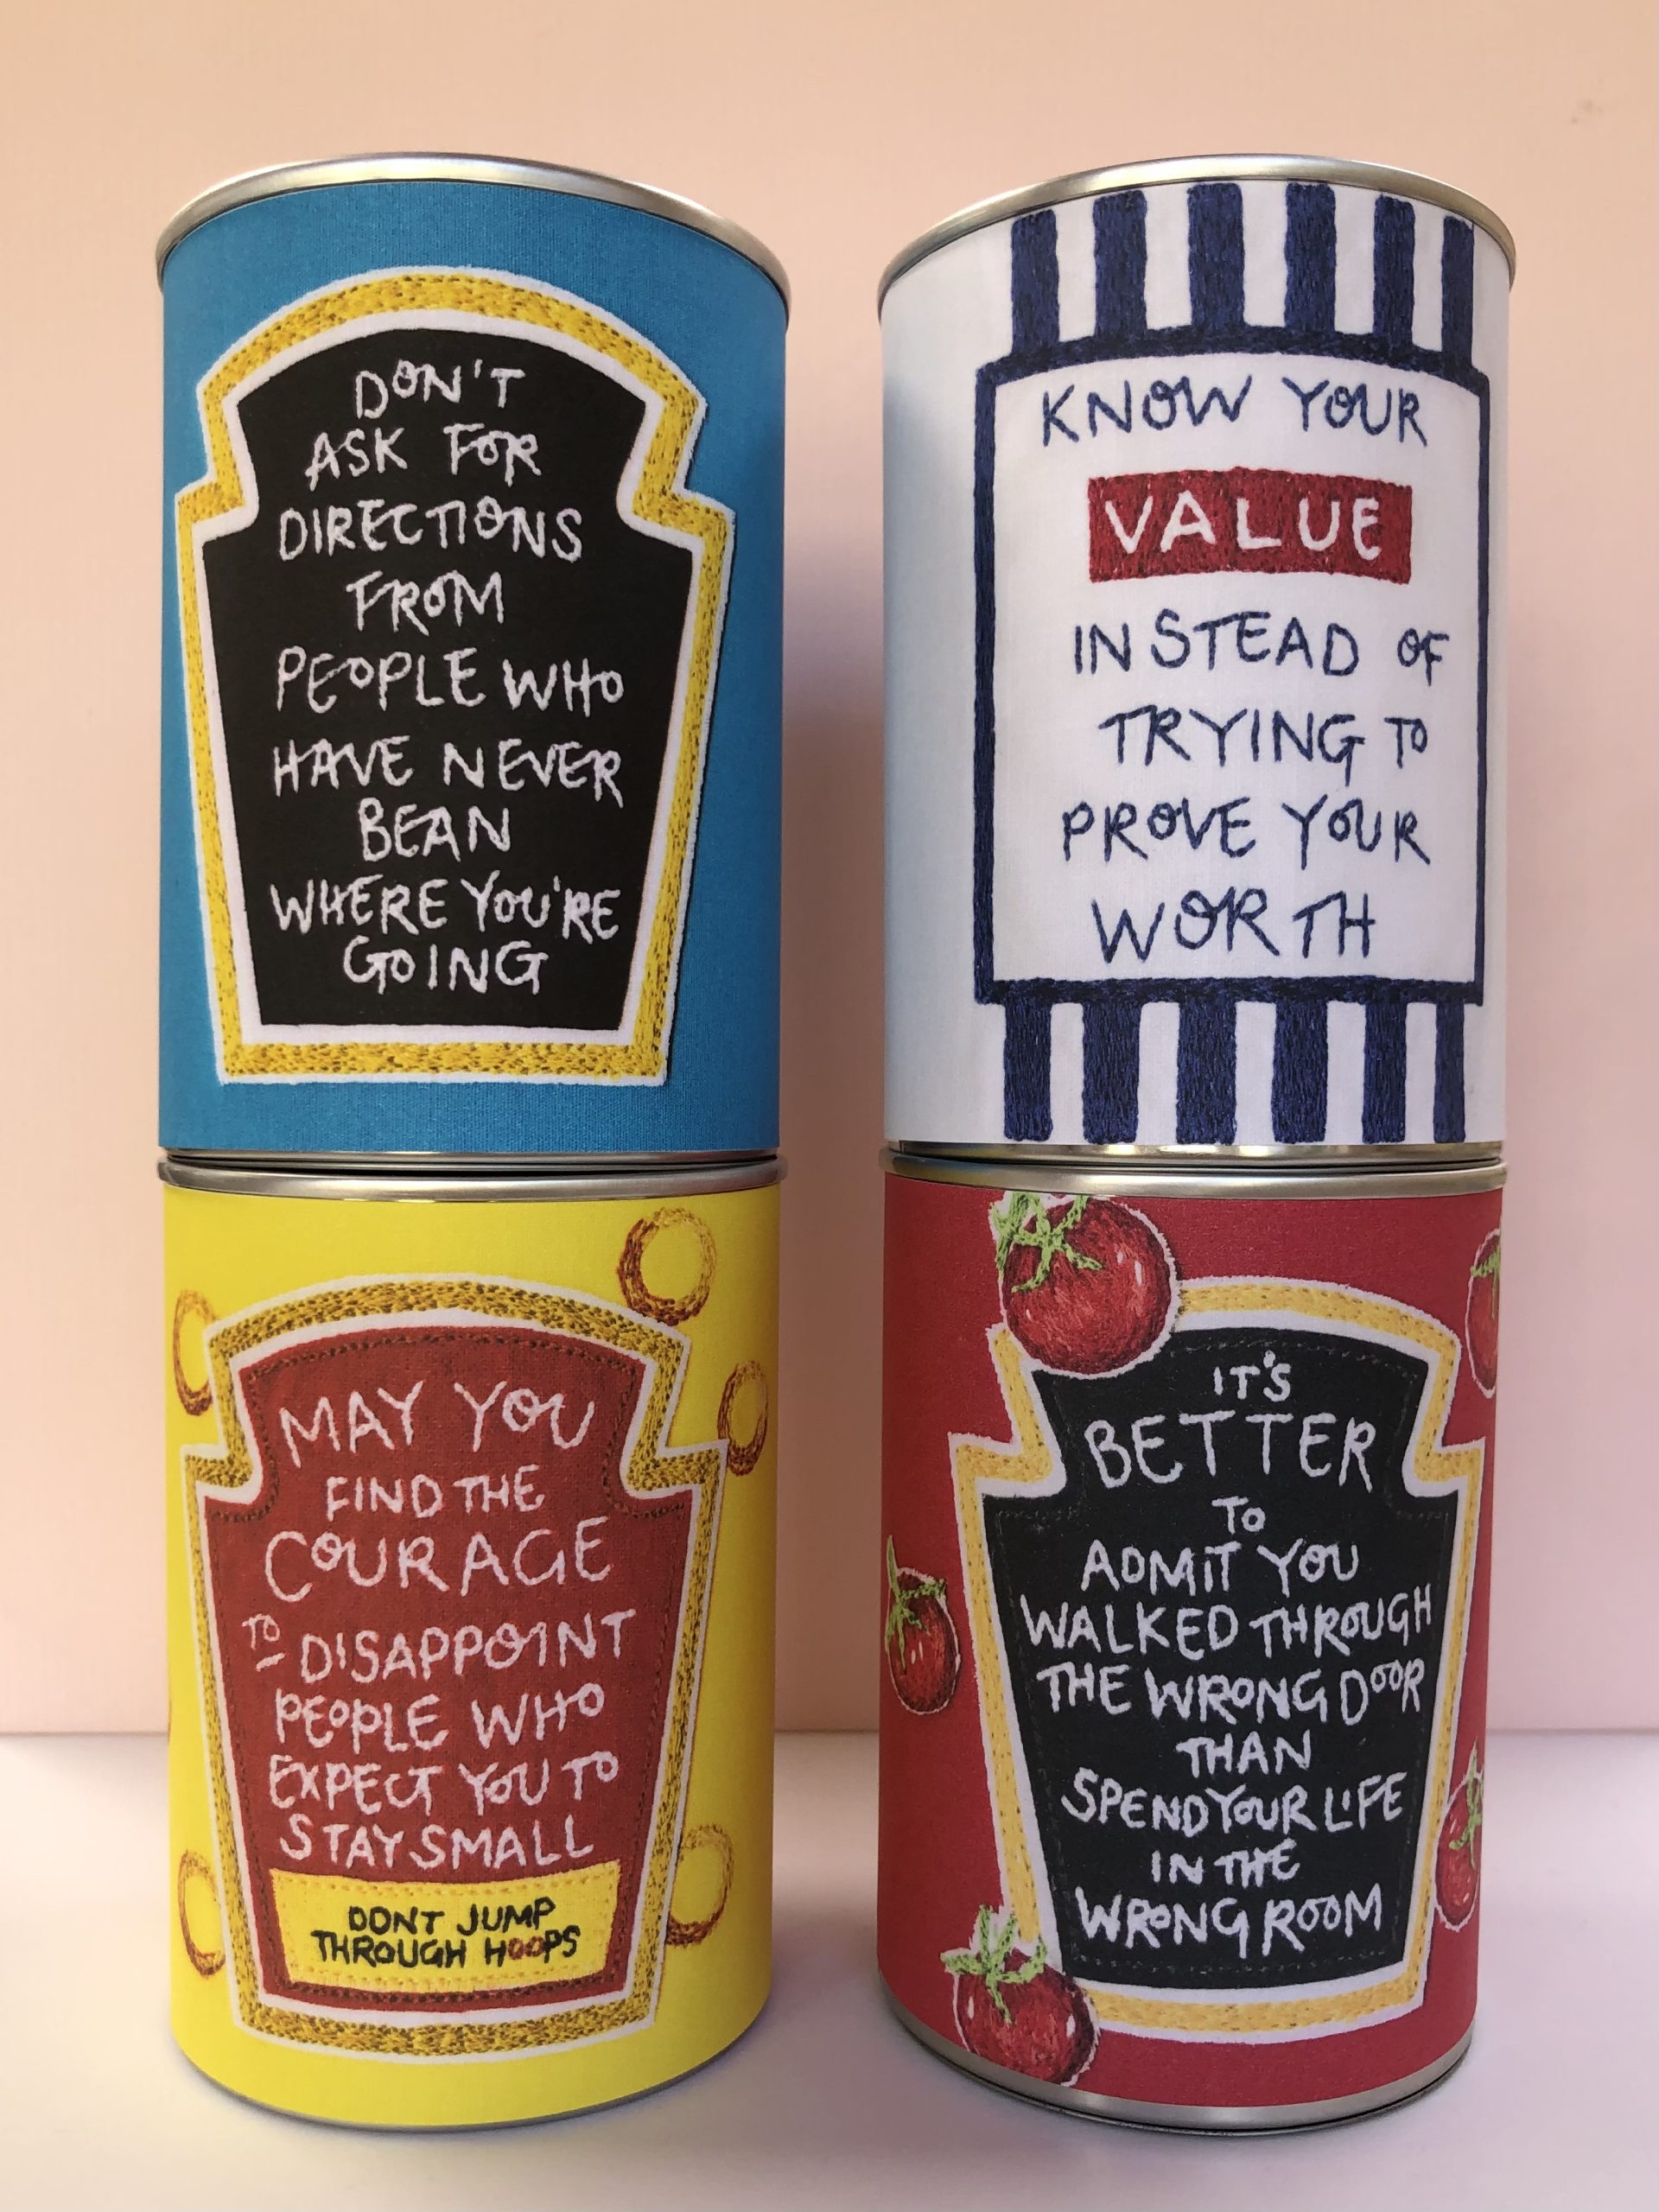 DON'T
ASK FOR
DIRECTIONS
FROM
PEOPLE WHO
HAVE NEVER
BEAN
WHERE YOU'RE
GOING
KNOW YOUR
VALUE
INSTEAD OF
TRYING TO
PROVE YOUR
WORTH
MAY YOU
FIND THE
COURAGE
TO DISAPPOINT
PEOPLE WHO
EXPECT YOU TO
STAY SMALL
DONT JUMP
THROUGH HOOPS
IT'S
BETTER
TO
ADMIT YOU
WALKED THROUGH
THE WRONG DOOR
THAN
SPEND YOUR LIFE
IN THE
WRONG ROOM